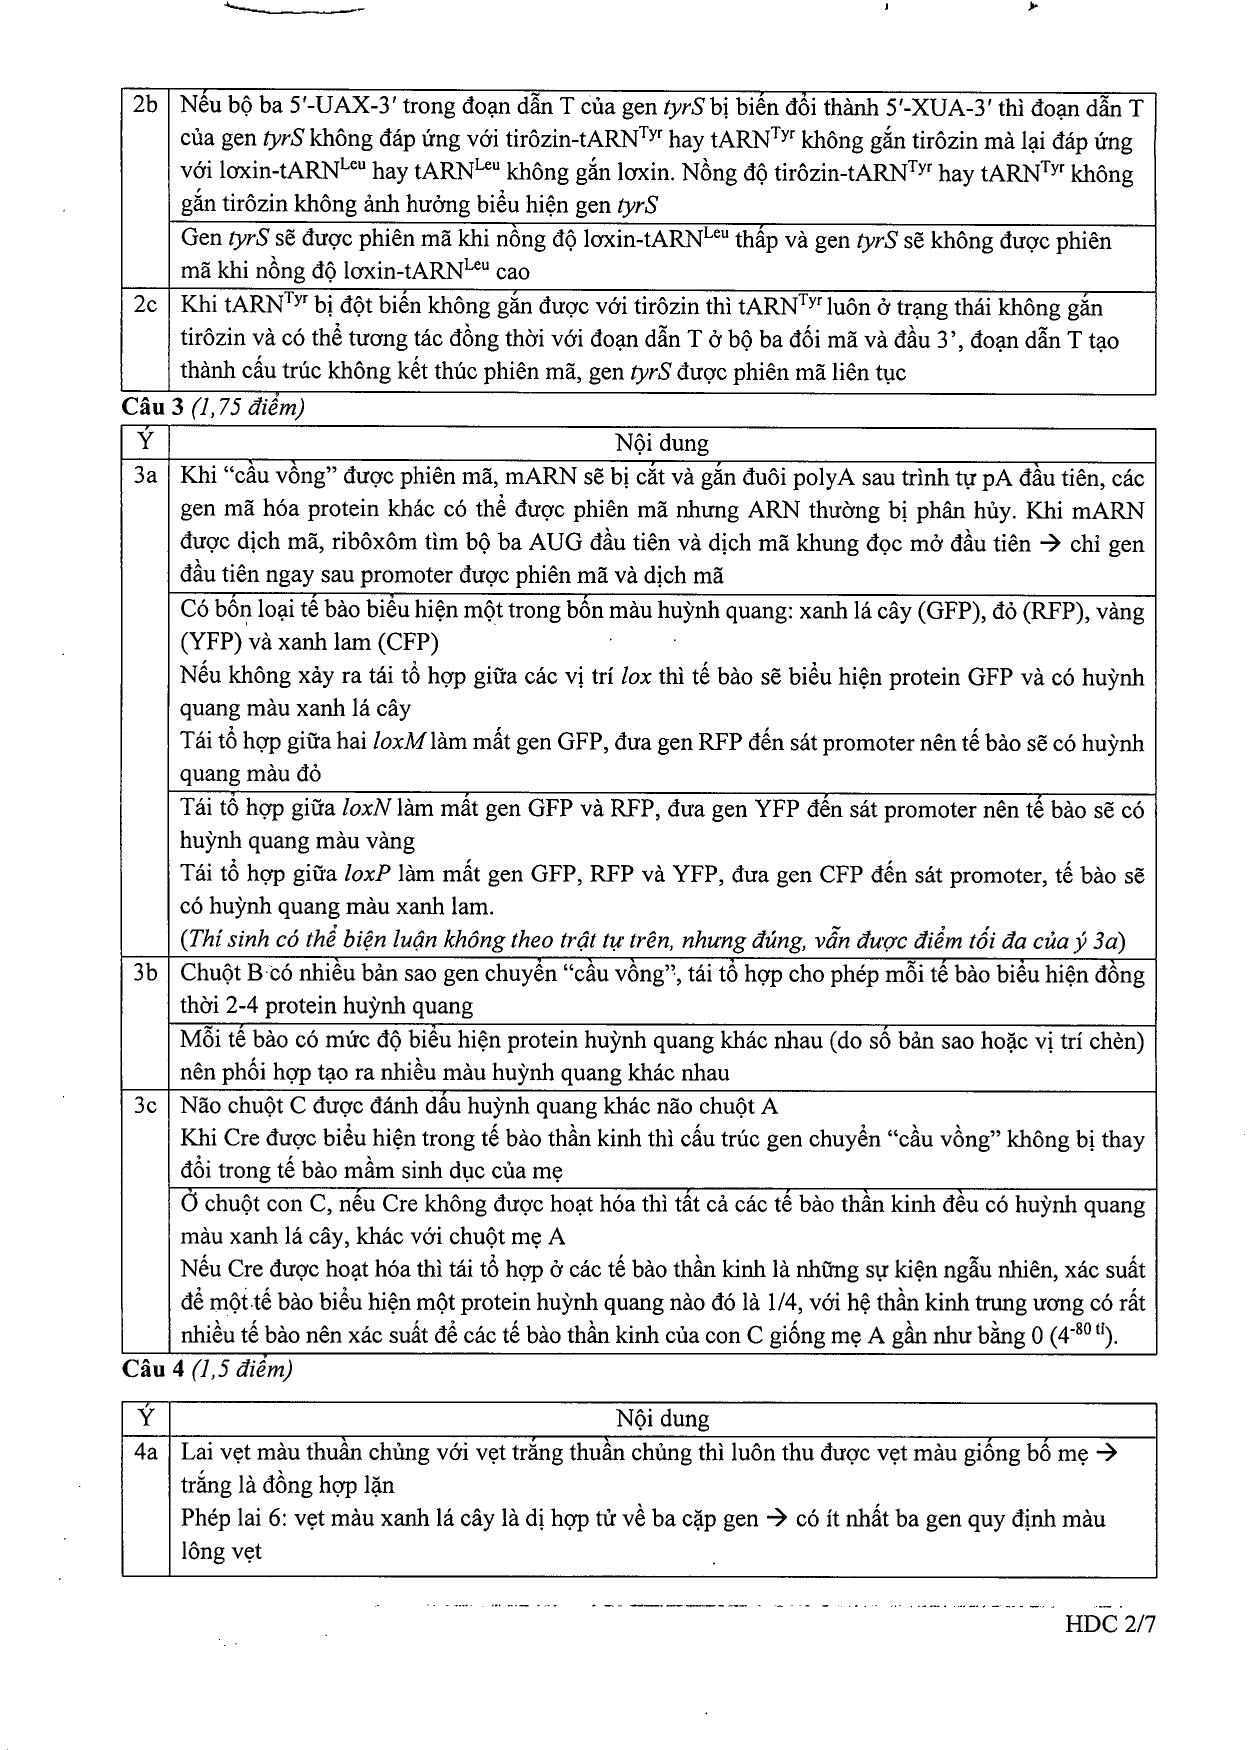 2b Nếu bộ ba 5'-UAX-3' trong đoạn dẫn T của gen tyrS bị biến đổi thành 5'-XUA-3' thì đoạn dẫn T
của gen tyrS không đáp ứng với tirôzin-tARNTyr hay tARNTyr không gắn tirôzin mà lại đáp ứng
với lơxin-tARNLeu hay tARNLeu không gắn lơxin. Nồng độ tirôzin-tARNTyr hay tARNTyr không
gắn tirôzin không ảnh hưởng biểu hiện gen tyrS
Gen tyrS sẽ được phiên mã khi nồng độ lơxin-tARNLeu thấp và gen tyrS sẽ không được phiên
mã khi nồng độ lơxin-tARNLeu cao
2c Khi tARNTyr bị đột biến không gắn được với tirôzin thì tARNTyr luôn ở trạng thái không gắn
tirôzin và có thể tương tác đồng thời với đoạn dẫn T ở bộ ba đối mã và đầu 3', đoạn dẫn T tạo
thành cấu trúc không kết thúc phiên mã, gen tyrS được phiên mã liên tục
Câu 3 (1,75 điểm)
Ý Nội dung
3a Khi “cầu vồng” được phiên mã, mARN sẽ bị cắt và gắn đuôi polyA sau trình tự pA đầu tiên, các
gen mã hóa protein khác có thể được phiên mã nhưng ARN thường bị phân hủy. Khi mARN
được dịch mã, ribôxôm tìm bộ ba AUG đầu tiên và dịch mã khung đọc mở đầu tiên → chỉ gen
đầu tiên ngay sau promoter được phiên mã và dịch mã
Có bốn loại tế bào biểu hiện một trong bốn màu huỳnh quang: xanh lá cây (GFP), đỏ (RFP), vàng
(YFP) và xanh lam (CFP)
Nếu không xảy ra tái tổ hợp giữa các vị trí lox thì tế bào sẽ biểu hiện protein GFP và có huỳnh
quang màu xanh lá cây
Tái tổ hợp giữa hai loxM làm mất gen GFP, đưa gen RFP đến sát promoter nên tế bào sẽ có huỳnh
quang màu đỏ
Tái tổ hợp giữa loxN làm mất gen GFP và RFP, đưa gen YFP đến sát promoter nên tế bào sẽ có
huỳnh quang màu vàng
Tái tổ hợp giữa loxP làm mất gen GFP, RFP và YFP, đưa gen CFP đến sát promoter, tế bào sẽ
có huỳnh quang màu xanh lam.
(Thí sinh có thể biện luận không theo trật tự trên, nhưng đúng, vẫn được điểm tối đa của ý 3a)
3b Chuột B có nhiều bản sao gen chuyển “cầu vồng”, tái tổ hợp cho phép mỗi tế bào biểu hiện đồng
thời 2-4 protein huỳnh quang
Mỗi tế bào có mức độ biểu hiện protein huỳnh quang khác nhau (do số bản sao hoặc vị trí chèn)
nên phối hợp tạo ra nhiều màu huỳnh quang khác nhau
3c Não chuột C được đánh dấu huỳnh quang khác não chuột A
Khi Cre được biểu hiện trong tế bào thần kinh thì cấu trúc gen chuyển “cầu vồng” không bị thay
đổi trong tế bào mầm sinh dục của mẹ
Ở chuột con C, nếu Cre không được hoạt hóa thì tất cả các tế bào thần kinh đều có huỳnh quang
màu xanh lá cây, khác với chuột mẹ A
Nếu Cre được hoạt hóa thì tái tổ hợp ở các tế bào thần kinh là những sự kiện ngẫu nhiên, xác suất
để một tế bào biểu hiện một protein huỳnh quang nào đó là 1/4, với hệ thần kinh trung ương có rất
nhiều tế bào nên xác suất để các tế bào thần kinh của con C giống mẹ A gần như bằng 0 (4-80 tỉ).
Câu 4 (1,5 điểm)
Ý Nội dung
4a Lai vẹt màu thuần chủng với vẹt trắng thuần chủng thì luôn thu được vẹt màu giống bố mẹ →
trắng là đồng hợp lặn
Phép lai 6: vẹt màu xanh lá cây là dị hợp tử về ba cặp gen → có ít nhất ba gen quy định màu
lông vẹt
HDC 2/7